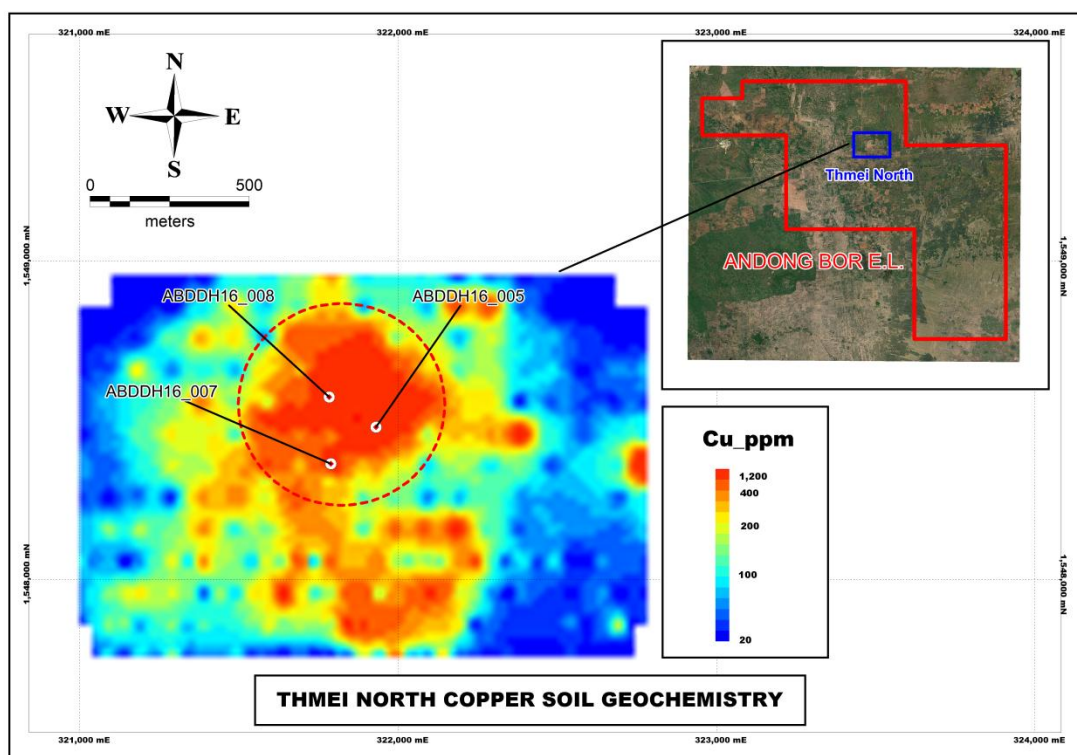 321,000 mE
322,000 mE
323,000 mE
324,000 mE
N
W
E
S
0
500
meters
Thmei North
ANDONG BOR E.L.
1,549,000 mN
1,549,000 mN
ABDDH16_008
ABDDH16_005
ABDDH16_007
Cu_ppm
1,200
400
200
100
20
1,548,000 mN
1,548,000 mN
THMEI NORTH COPPER SOIL GEOCHEMISTRY
321,000 mE
322,000 mE
323,000 mE
324,000 mE